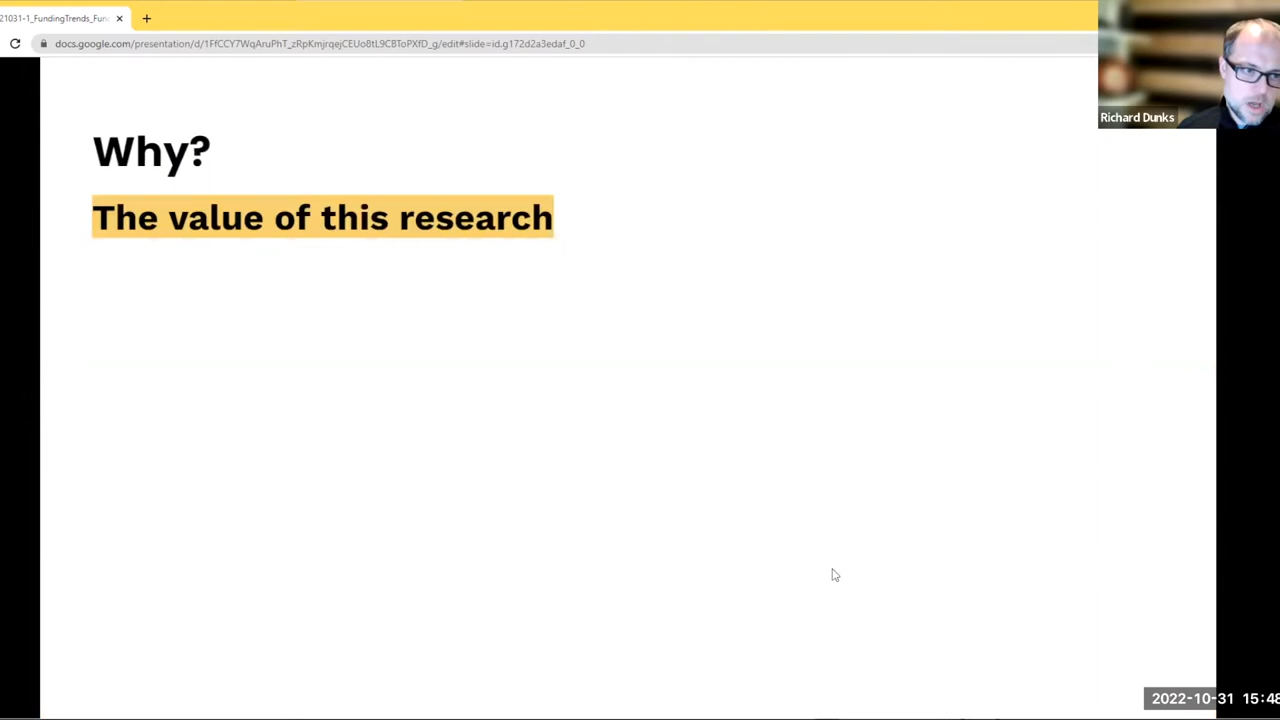 21031-1_FundingTrends_Fun
docs.google.com/presentation/d/1FfCCY7WqAruPhT_zRpKmjrqejCEUo8tL9CBToPXfD_g/edit#slide=id.g172d2a3edaf_0_0
Richard Dunks
Why?
The value of this research
2022-10-31 15:48